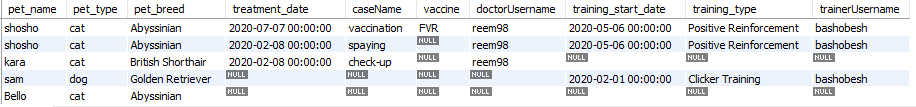 pet_name pet_type pet_breed treatment_date caseName vaccine doctorUsername training_start_date training_type trainerUsername
shosho cat Abyssinian 2020-07-07 00:00:00 vaccination FVR reem98 2020-05-06 00:00:00 Positive Reinforcement bashobesh
shosho cat Abyssinian 2020-02-08 00:00:00 spaying NULL reem98 2020-05-06 00:00:00 Positive Reinforcement bashobesh
kara cat British Shorthair 2020-02-08 00:00:00 check-up NULL reem98 NULL NULL NULL
sam dog Golden Retriever NULL NULL NULL NULL 2020-02-01 00:00:00 Clicker Training bashobesh
Bello cat Abyssinian NULL NULL NULL NULL NULL NULL NULL